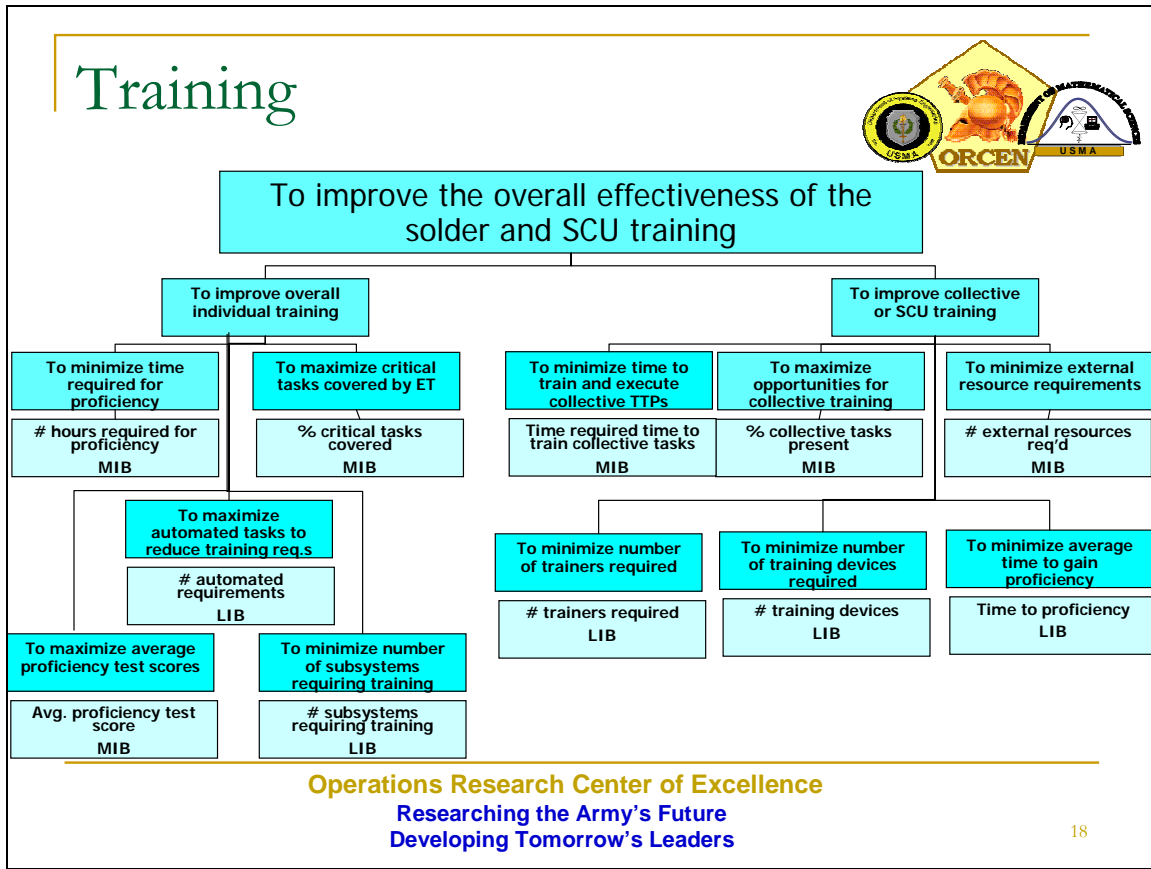 Training
USMA
ORCEN
DEPARTMENT OF MATHEMATICAL SCIENCES
USMA
To improve the overall effectiveness of the
solder and SCU training
To improve overall
individual training
To improve collective
or SCU training
To minimize time
required for
proficiency
# hours required for
proficiency
MIB
To maximize critical
tasks covered by ET
% critical tasks
covered
MIB
To minimize time to
train and execute
collective TTPs
Time required time to
train collective tasks
MIB
To maximize
opportunities for
collective training
% collective tasks
present
MIB
To minimize external
resource requirements
# external resources
req'd
MIB
To maximize
automated tasks to
reduce training req.s
# automated
requirements
LIB
To minimize number
of trainers required
# trainers required
LIB
To minimize number
of training devices
required
# training devices
LIB
To minimize average
time to gain
proficiency
Time to proficiency
LIB
To maximize average
proficiency test scores
Avg. proficiency test
score
MIB
To minimize number
of subsystems
requiring training
# subsystems
requiring training
LIB
Operations Research Center of Excellence
Researching the Army's Future
Developing Tomorrow's Leaders
18